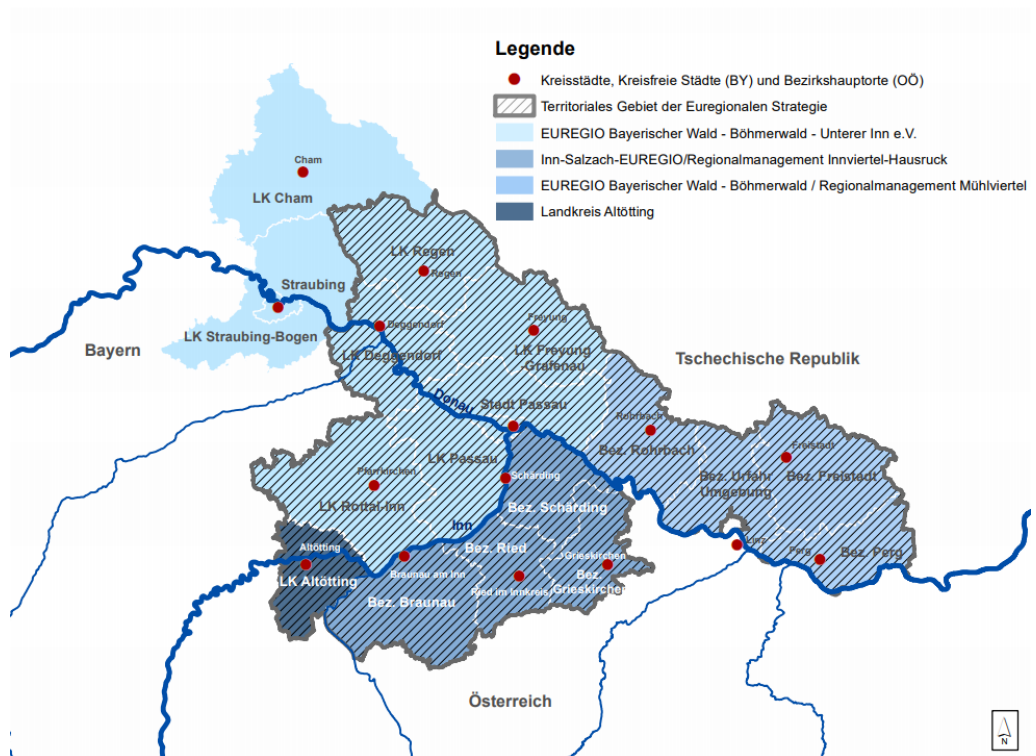 Legende
Kreisstädte, Kreisfreie Städte (BY) und Bezirkshauptorte (OÖ)
Territoriales Gebiet der Euregionalen Strategie
EUREGIO Bayerischer Wald - Böhmerwald - Unterer Inn e.V.
Inn-Salzach-EUREGIO/Regionalmanagement Innviertel-Hausruck
EUREGIO Bayerischer Wald - Böhmerwald / Regionalmanagement Mühlviertel
Landkreis Altötting
Cham
LK Cham
LK Regen
Regen
Straubing
LK Straubing-Bogen
Bayern
Deggendorf
LK Deggendorf
Freyung
LK Freyung
-Grafenau
Tschechische Republik
Donau
Stadt Passau
Rohrbach
Bez. Rohrbach
Freistadt
Bez. Freistadt
Bez. Urfahr
Umgebung
LK Passau
Pfarrkirchen
LK Rottal-Inn
Schärding
Bez. Schärding
Inn
Altötting
LK Altötting
Braunau am Inn
Bez. Braunau
Bez. Ried
Ried im Innkreis
Grieskirchen
Bez.
Grieskirchen
Linz
Perg
Bez. Perg
Österreich
N